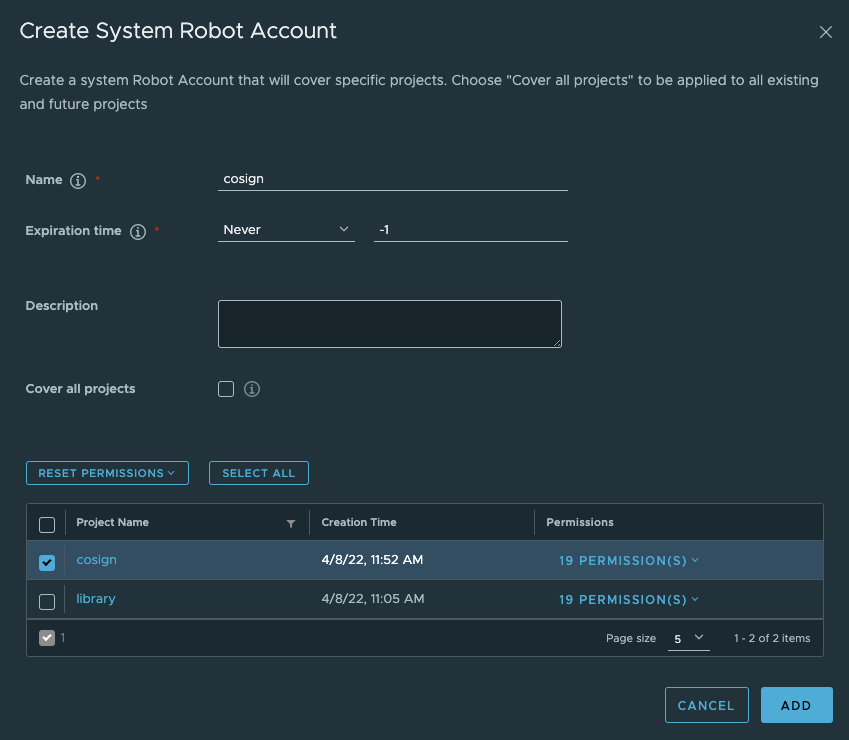 Create System Robot Account
Create a system Robot Account that will cover specific projects. Choose "Cover all projects" to be applied to all existing
and future projects
Name * cosign
Expiration time * Never -1
Description
Cover all projects
RESET PERMISSIONS SELECT ALL
Project Name Creation Time Permissions
cosign 4/8/22, 11:52 AM 19 PERMISSION(S)
library 4/8/22, 11:05 AM 19 PERMISSION(S)
1 Page size 5 1 - 2 of 2 items
CANCEL ADD